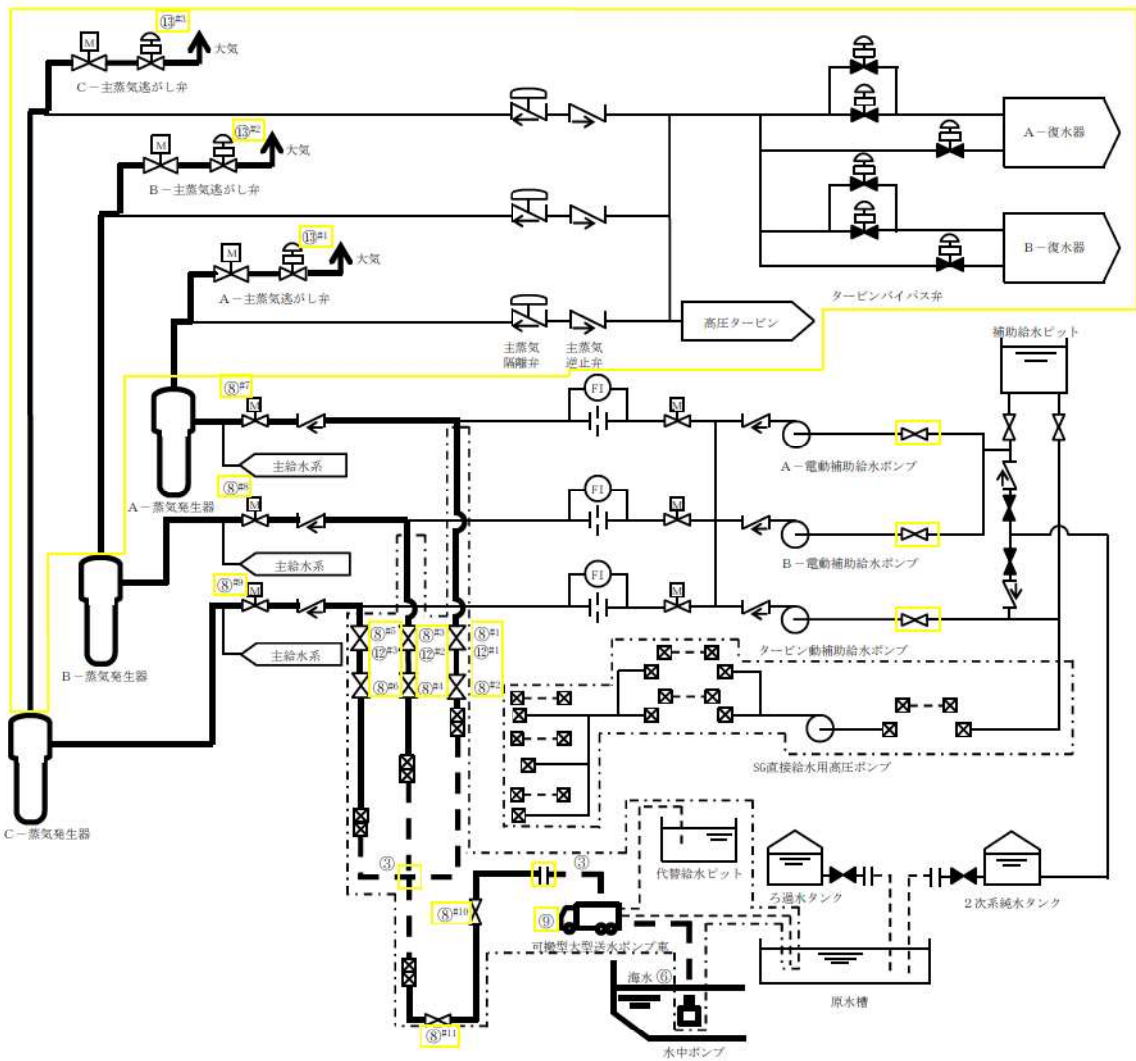 ⑬#3
M
大気
C－主蒸気逃がし弁
⑬#2
M
大気
B－主蒸気逃がし弁
A－復水器
⑬#1
M
大気
A－主蒸気逃がし弁
B－復水器
タービンバイパス弁
高圧タービン
主蒸気
隔離弁
主蒸気
逆止弁
補助給水ピット
⑧#7
M
FI
M
主給水系
A－電動補助給水ポンプ
A－蒸気発生器
⑧#8
M
FI
M
主給水系
B－電動補助給水ポンプ
⑧#9
M
FI
M
主給水系
タービン動補助給水ポンプ
B－蒸気発生器
⑧#5
⑫#3
⑧#6
⑧#3
⑫#2
⑧#4
⑧#1
⑫#1
⑧#2
SG直接給水用高圧ポンプ
C－蒸気発生器
③
③
代替給水ピット
ろ過水タンク
2次系純水タンク
⑧#10
⑨
可搬型大型送水ポンプ車
海水⑥
原水槽
⑧#11
水中ポンプ